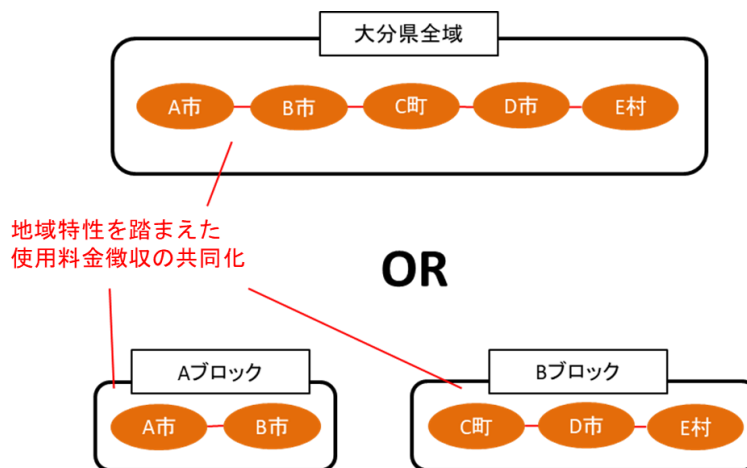 大分県全域
A市
B市
C町
D市
E村
地域特性を踏まえた
使用料金徴収の共同化
OR
Aブロック
Bブロック
A市
B市
C町
D市
E村